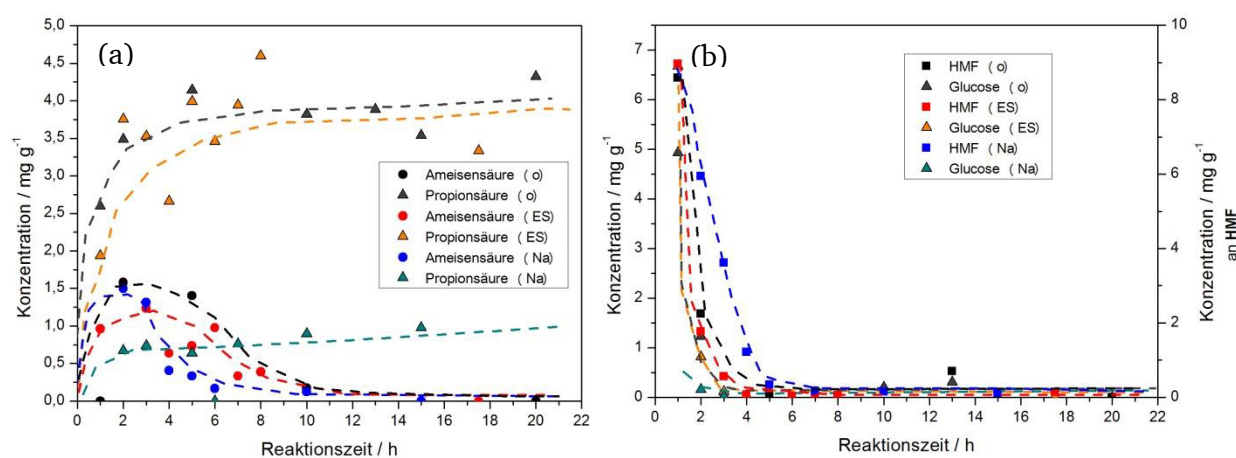 (a)
5,0
4,5
4,0
3,5
3,0
2,5
2,0
1,5
1,0
0,5
0,0
Konzentration / mg g⁻¹
Ameisensäure ( o)
Propionsäure ( o)
Ameisensäure ( ES)
Propionsäure ( ES)
Ameisensäure ( Na)
Propionsäure ( Na)
0 2 4 6 8 10 12 14 16 18 20 22
Reaktionszeit / h
(b)
7
6
5
4
3
2
1
0
Konzentration / mg g⁻¹
HMF ( o)
Glucose ( o)
HMF ( ES)
Glucose ( ES)
HMF ( Na)
Glucose ( Na)
10
8
6
4
2
0
Konzentration / mg g⁻¹
an HMF
0 2 4 6 8 10 12 14 16 18 20 22
Reaktionszeit / h